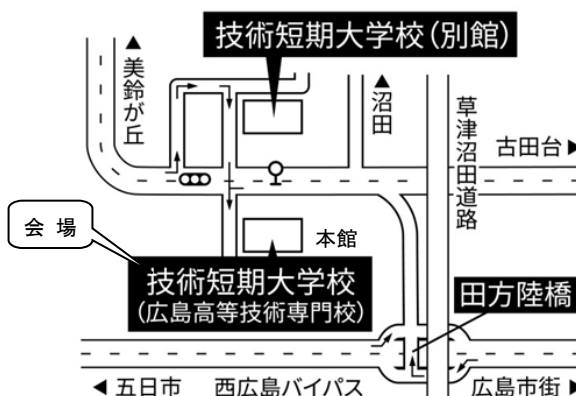 技術短期大学校(別館)
▲美鈴が丘
▲沼田
草津沼田道路
古田台▶
会 場
本館
技術短期大学校
(広島高等技術専門校)
田方陸橋
◀五日市
西広島バイパス
広島市街▶